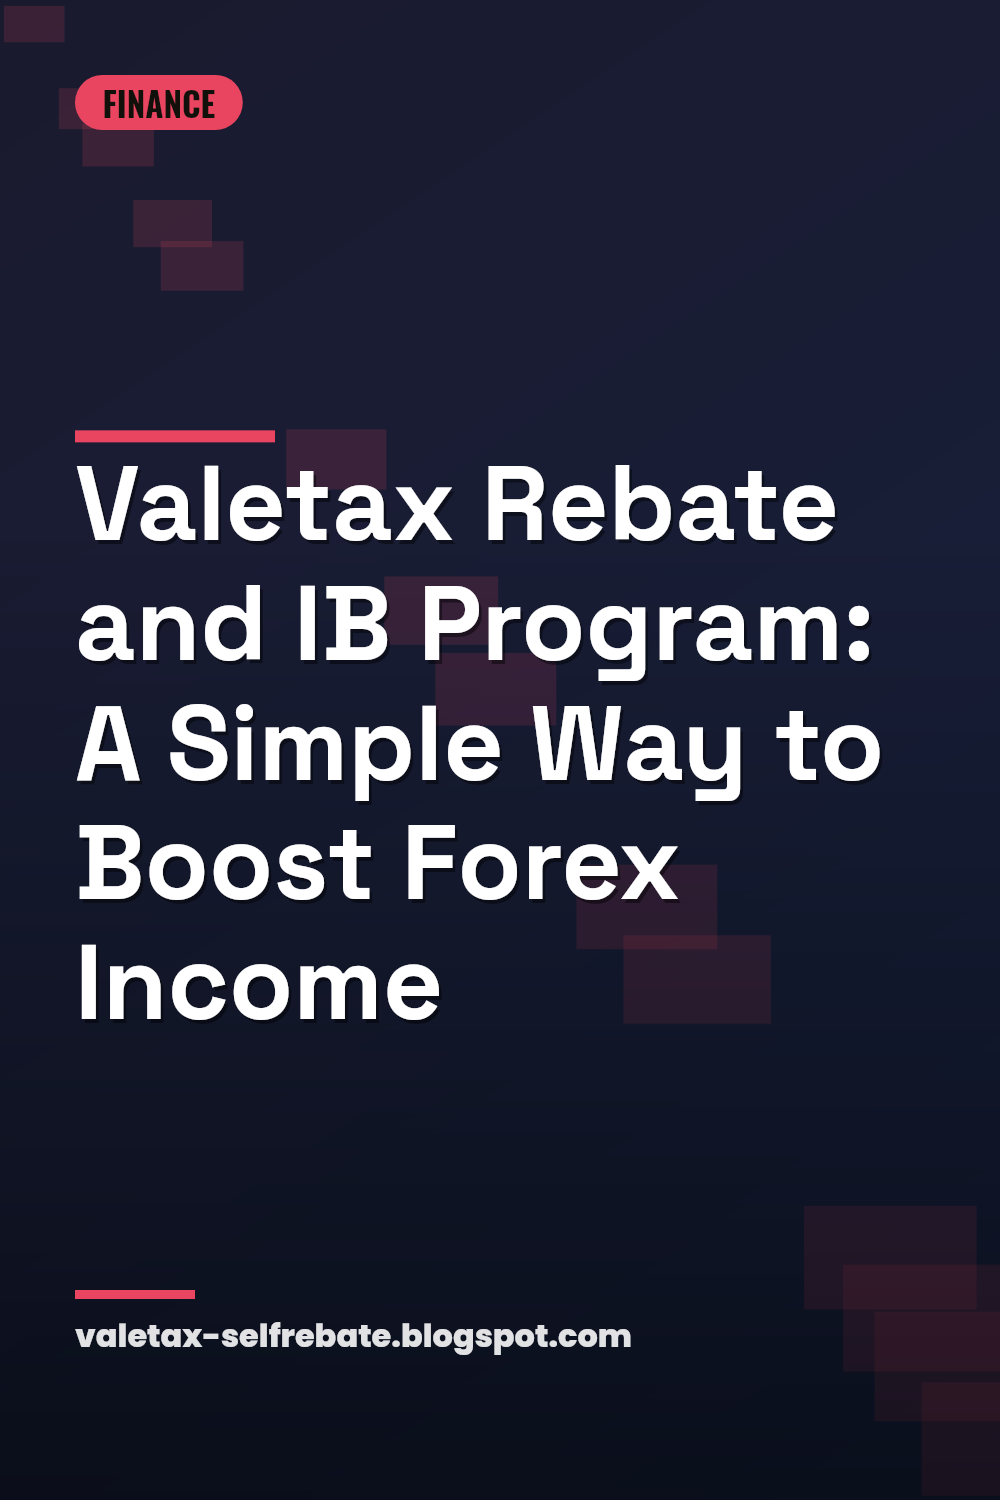 FINANCE
Valetax Rebate
and IB Program:
A Simple Way to
Boost Forex
Income
valetax-selfrebate.blogspot.com